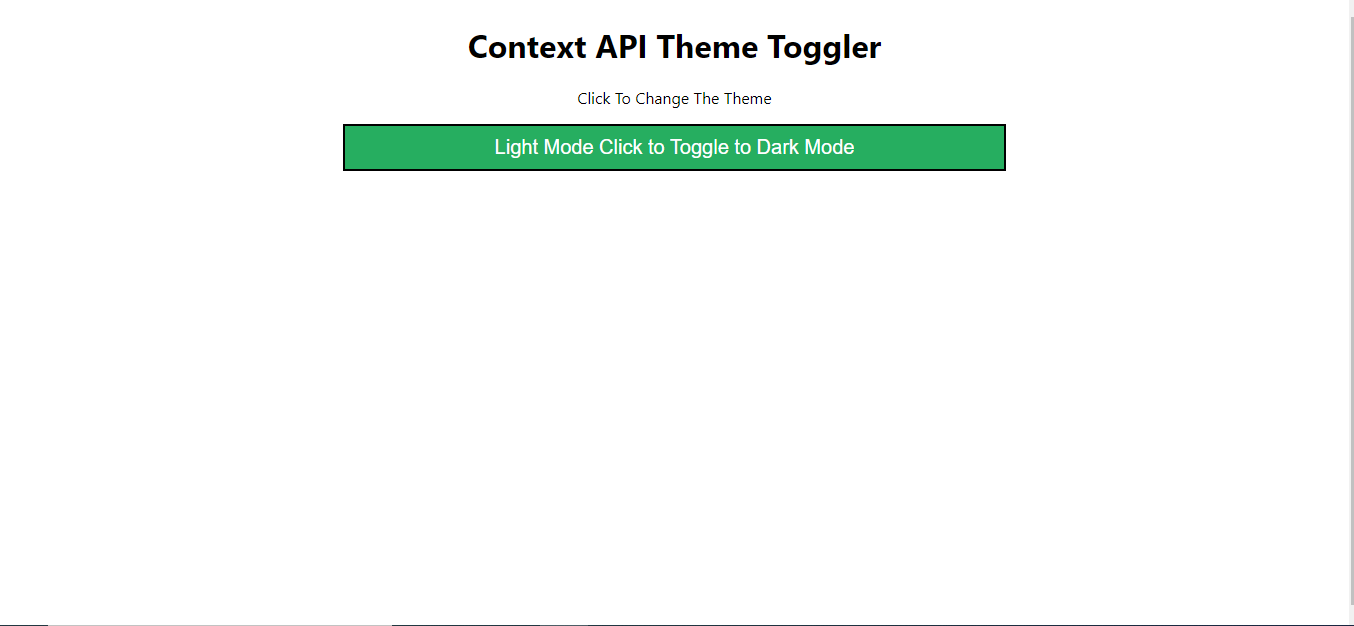 Context API Theme Toggler
Click To Change The Theme
Light Mode Click to Toggle to Dark Mode